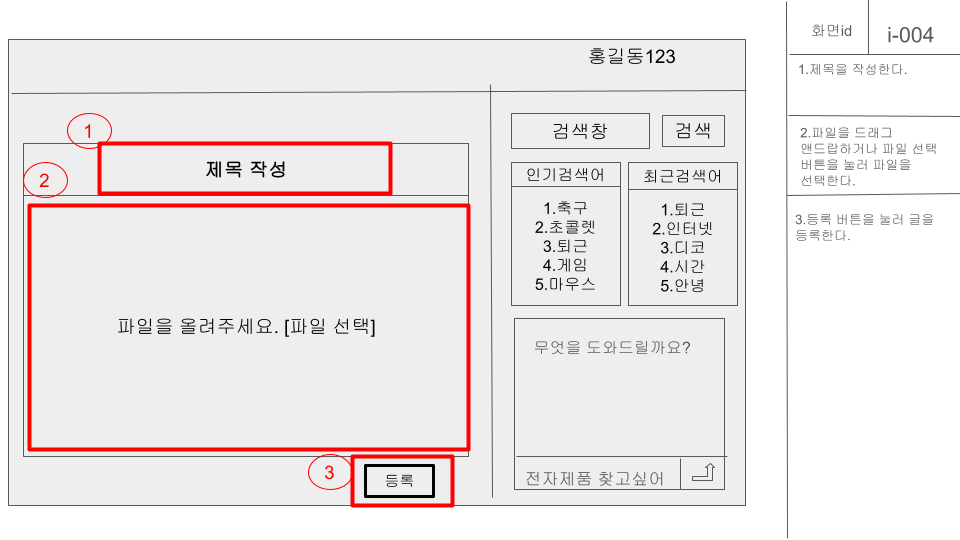 화면id
i-004
홍길동123
1.제목을 작성한다.
1
제목 작성
2
파일을 올려주세요. [파일 선택]
3
등록
검색창
검색
인기검색어
1.축구
2.초콜렛
3.퇴근
4.게임
5.마우스
최근검색어
1.퇴근
2.인터넷
3.디코
4.시간
5.안녕
무엇을 도와드릴까요?
전자제품 찾고싶어
2.파일을 드래그
앤드랍하거나 파일 선택
버튼을 눌러 파일을
선택한다.
3.등록 버튼을 눌러 글을
등록한다.